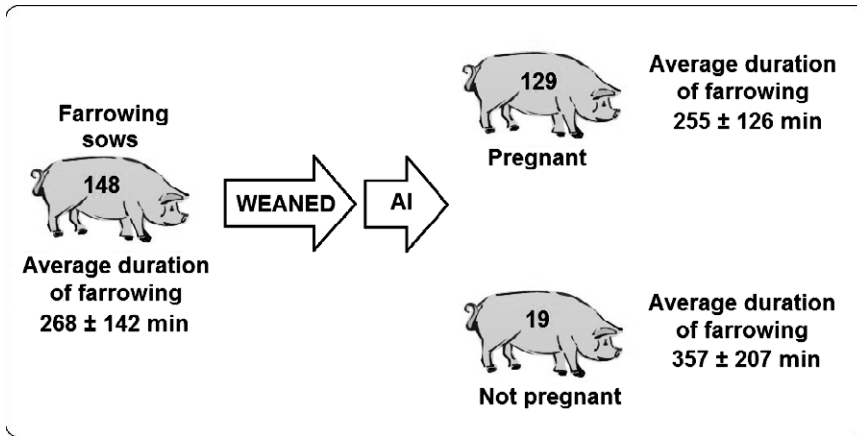 Farrowing
sows
148
Average duration
of farrowing
268 ± 142 min
WEANED
AI
129
Pregnant
Average duration
of farrowing
255 ± 126 min
19
Not pregnant
Average duration
of farrowing
357 ± 207 min